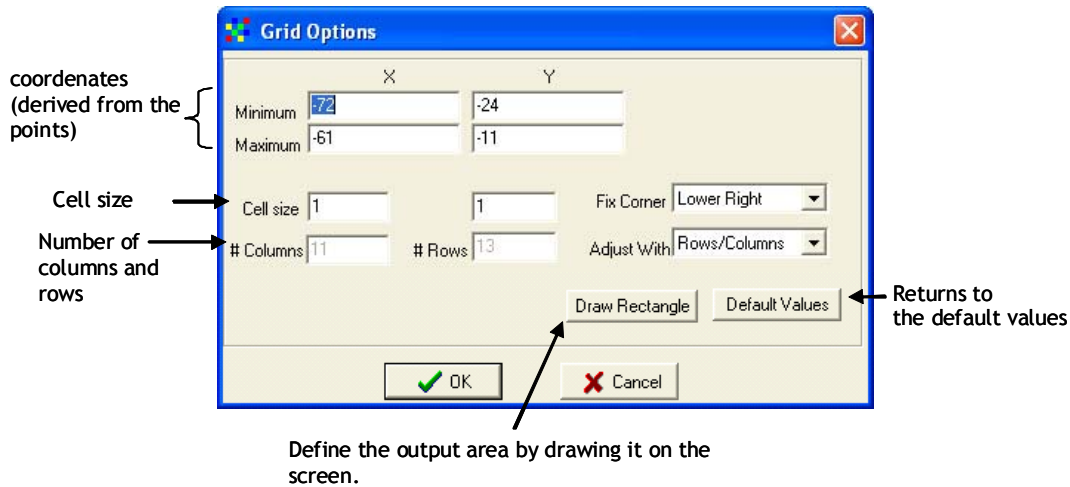 Grid Options
X Y
coordenates
(derived from the
points)
Minimum -72 -24
Maximum -61 -11
Cell size
Cell size 1 1 Fix Corner Lower Right
Number of
columns and
rows
# Columns 11 # Rows 13 Adjust With Rows/Columns
Draw Rectangle Default Values
Returns to
the default values
OK Cancel
Define the output area by drawing it on the
screen.